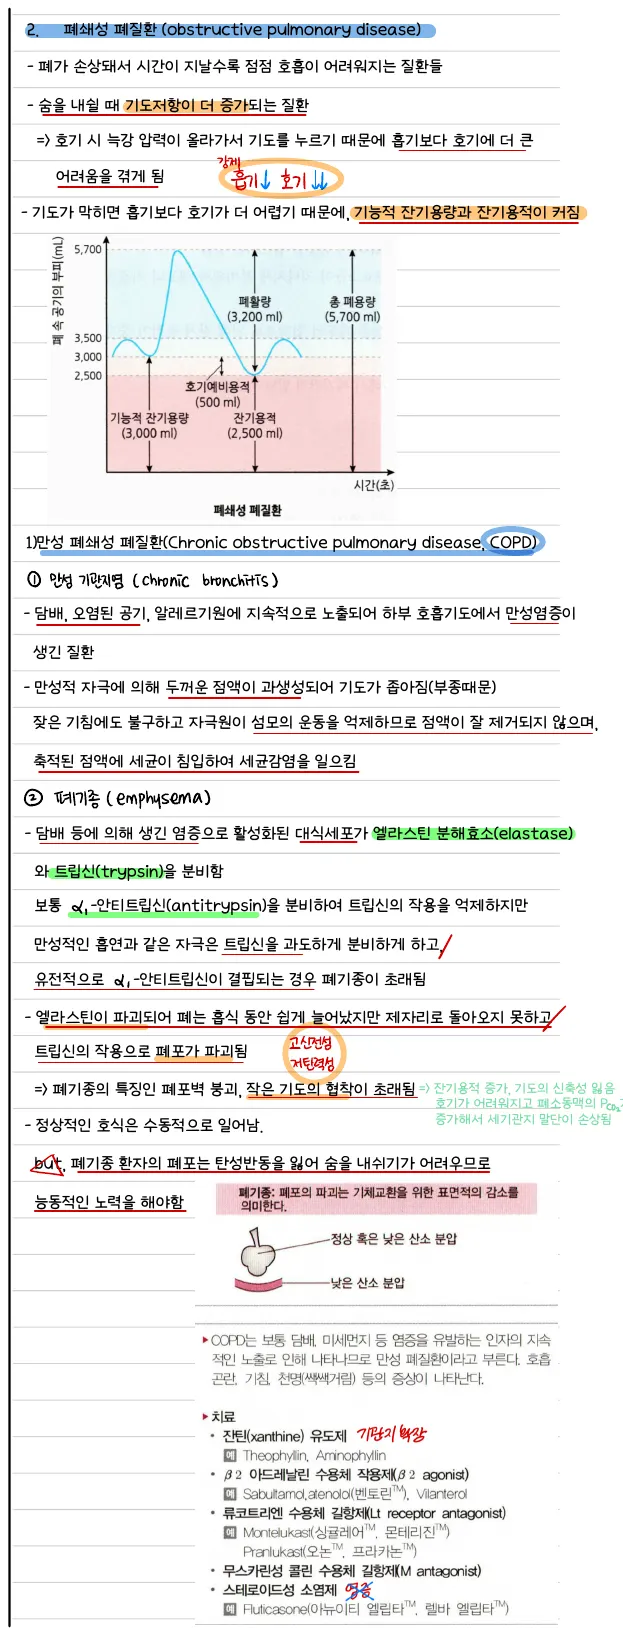 2. 폐쇄성 폐질환 (obstructive pulmonary disease)
- 폐가 손상돼서 시간이 지날수록 점점 호흡이 어려워지는 질환들
- 숨을 내쉴 때 기도저항이 더 증가되는 질환
=> 호기 시 늑강 압력이 올라가서 기도를 누르기 때문에 흡기보다 호기에 더 큰
어려움을 겪게 됨
강제
흡기↓ 호기↓↓
- 기도가 막히면 흡기보다 호기가 더 어렵기 때문에, 기능적 잔기용량과 잔기용적이 커짐
폐 속 공기의 부피(mL)
5,700
3,500
3,000
2,500
폐활량
(3,200 ml)
총 폐용량
(5,700 ml)
호기예비용적
(500 ml)
기능적 잔기용량
(3,000 ml)
잔기용적
(2,500 ml)
시간(초)
폐쇄성 폐질환
1)만성 폐쇄성 폐질환(Chronic obstructive pulmonary disease, COPD)
① 만성 기관지염 (chronic bronchitis)
- 담배, 오염된 공기, 알레르기원에 지속적으로 노출되어 하부 호흡기도에서 만성염증이
생긴 질환
- 만성적 자극에 의해 두꺼운 점액이 과생성되어 기도가 좁아짐(부종때문)
잦은 기침에도 불구하고 자극원이 섬모의 운동을 억제하므로 점액이 잘 제거되지 않으며,
축적된 점액에 세균이 침입하여 세균감염을 일으킴
② 폐기종 (emphysema)
- 담배 등에 의해 생긴 염증으로 활성화된 대식세포가 엘라스틴 분해효소(elastase)
와 트립신(trypsin)을 분비함
보통 α₁-안티트립신(antitrypsin)을 분비하여 트립신의 작용을 억제하지만
만성적인 흡연과 같은 자극은 트립신을 과도하게 분비하게 하고,
유전적으로 α₁-안티트립신이 결핍되는 경우 폐기종이 초래됨
- 엘라스틴이 파괴되어 폐는 흡식 동안 쉽게 늘어났지만 제자리로 돌아오지 못하고
트립신의 작용으로 폐포가 파괴됨
고신전성
저탄력성
=> 폐기종의 특징인 폐포벽 붕괴, 작은 기도의 협착이 초래됨
=> 잔기용적 증가, 기도의 신축성 잃음
호기가 어려워지고 폐소동맥의 PCO₂가
증가해서 세기관지 말단이 손상됨
- 정상적인 호식은 수동적으로 일어남.
but, 폐기종 환자의 폐포는 탄성반동을 잃어 숨을 내쉬기가 어려우므로
능동적인 노력을 해야함
폐기종: 폐포의 파괴는 기체교환을 위한 표면적의 감소를
의미한다.
정상 혹은 낮은 산소 분압
낮은 산소 분압
▶COPD는 보통 담배, 미세먼지 등 염증을 유발하는 인자의 지속
적인 노출로 인해 나타나므로 만성 폐질환이라고 부른다. 호흡
곤란, 기침, 천명(쌕쌕거림) 등의 증상이 나타난다.
▶치료
• 잔틴(xanthine) 유도제 기관지 확장
예 Theophyllin, Aminophyllin
• β2 아드레날린 수용체 작용제(β2 agonist)
예 Sabultamol,atenolol(벤토린TM), Vilanterol
• 류코트리엔 수용체 길항제(Lt receptor antagonist)
예 Montelukast(싱귤레어TM, 몬테리진TM)
Pranlukast(오논TM, 프라카논TM)
• 무스카린성 콜린 수용체 길항제(M antagonist)
• 스테로이드성 소염제 염증
예 Fluticasone(아뉴이티 엘립타TM, 렐바 엘립타TM)